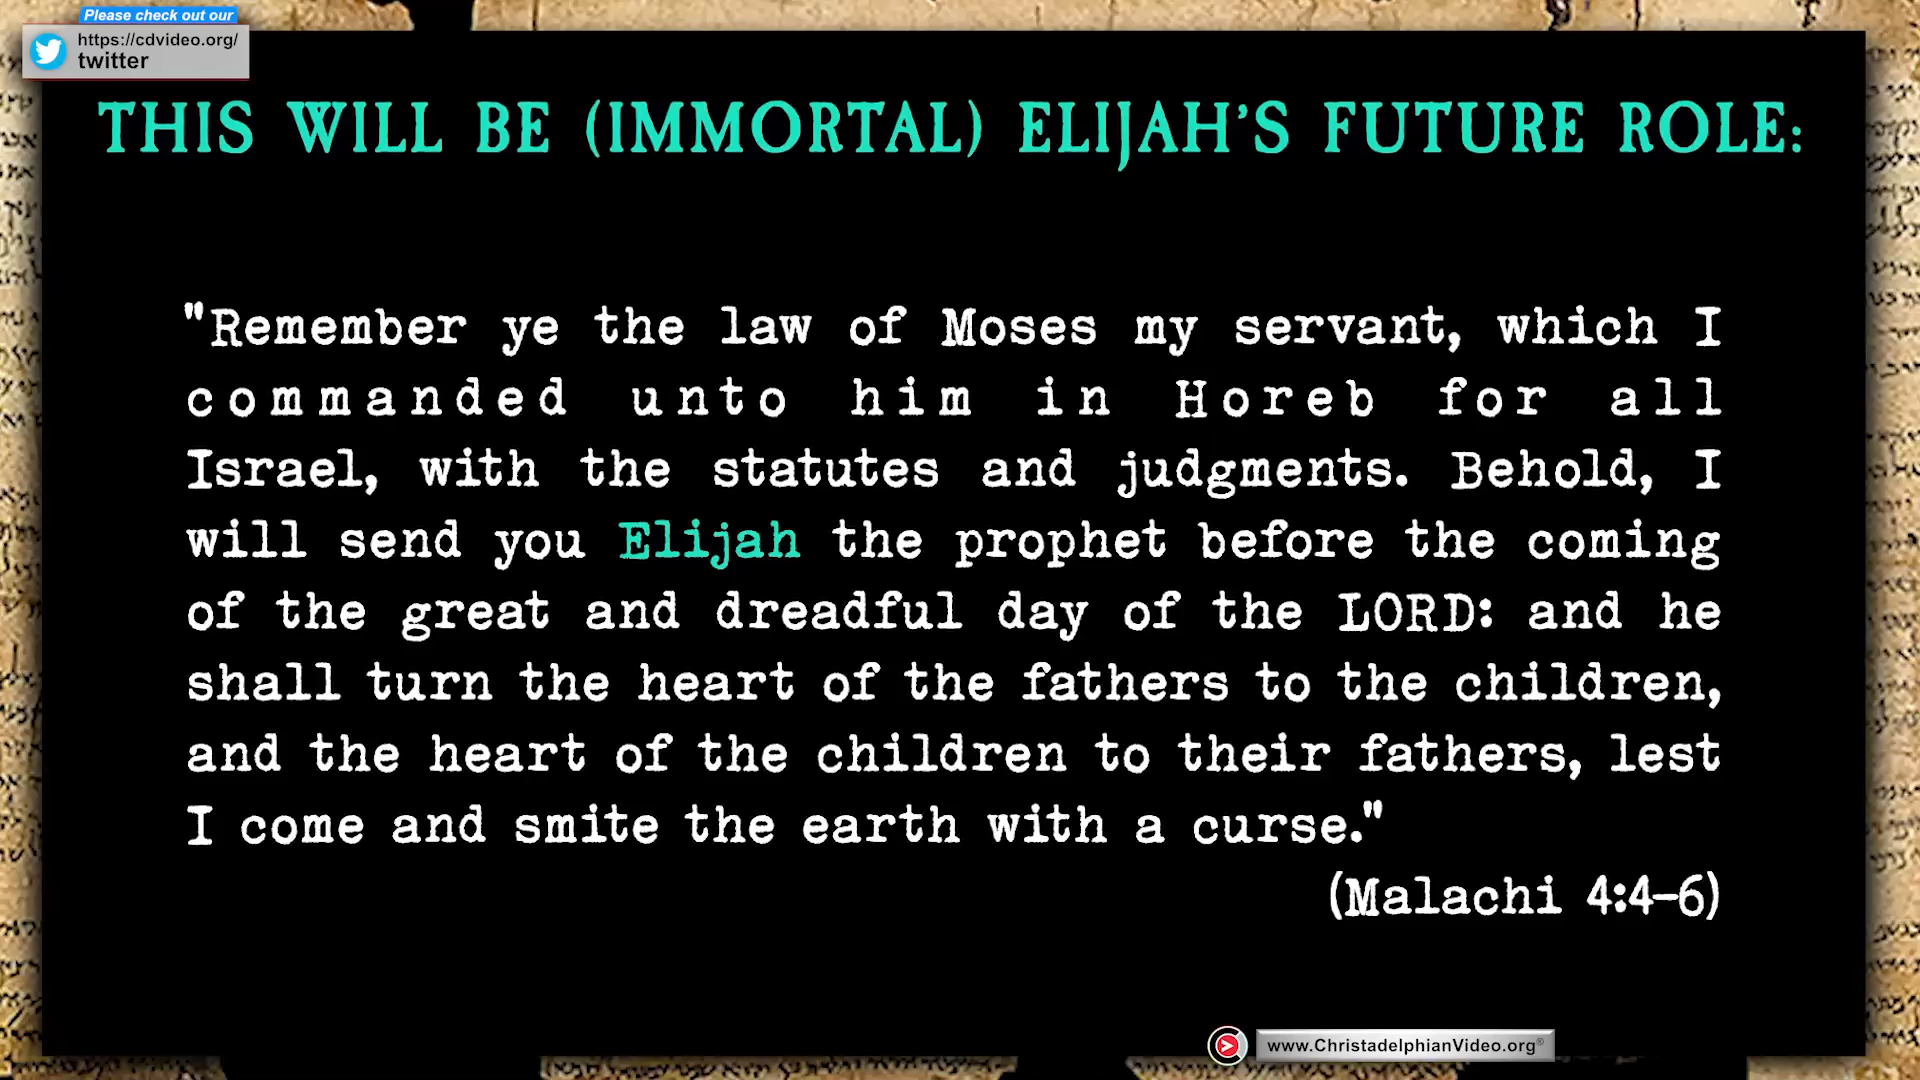 Please check out our
https://cdvideo.org/
twitter
THIS WILL BE (IMMORTAL) ELIJAH'S FUTURE ROLE:
"Remember ye the law of Moses my servant, which I
commanded unto him in Horeb for all
Israel, with the statutes and judgments. Behold, I
will send you Elijah the prophet before the coming
of the great and dreadful day of the LORD: and he
shall turn the heart of the fathers to the children,
and the heart of the children to their fathers, lest
I come and smite the earth with a curse."
(Malachi 4:4-6)
www.ChristadelphianVideo.org®